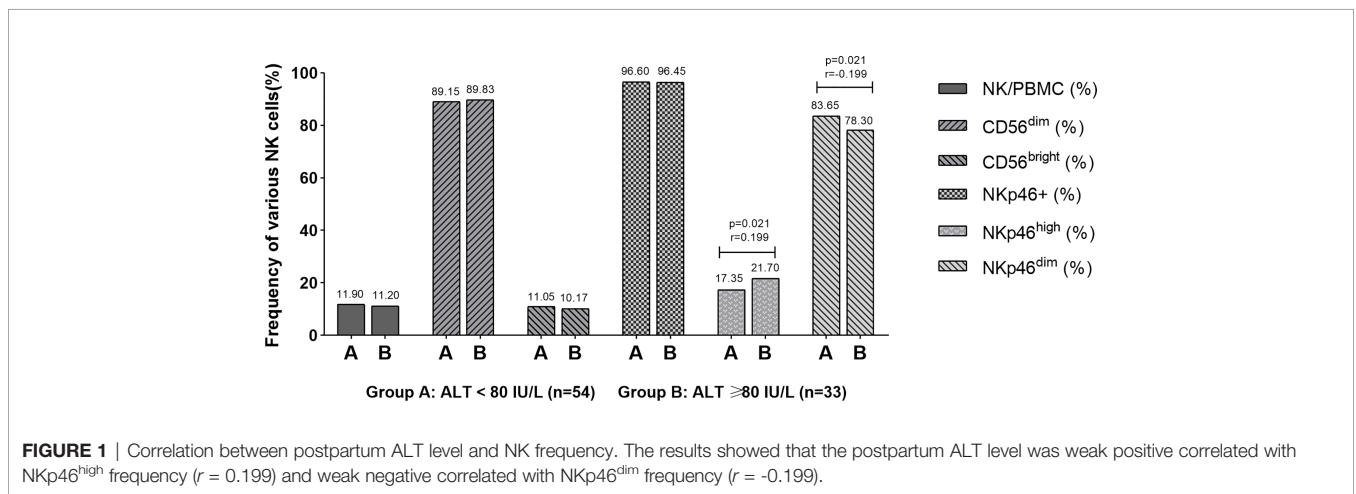 Frequency of various NK cells(%)
100
80
60
40
20
0
11.90
11.20
89.15
89.83
11.05
10.17
96.60
96.45
p=0.021
r=0.199
17.35
21.70
p=0.021
r=-0.199
83.65
78.30
A B A B A B A B A B A B
Group A: ALT < 80 IU/L (n=54) Group B: ALT ⩾80 IU/L (n=33)
NK/PBMC (%)
CD56dim (%)
CD56bright (%)
NKp46+ (%)
NKp46high (%)
NKp46dim (%)
FIGURE 1 | Correlation between postpartum ALT level and NK frequency. The results showed that the postpartum ALT level was weak positive correlated with
NKp46high frequency (r = 0.199) and weak negative correlated with NKp46dim frequency (r = -0.199).